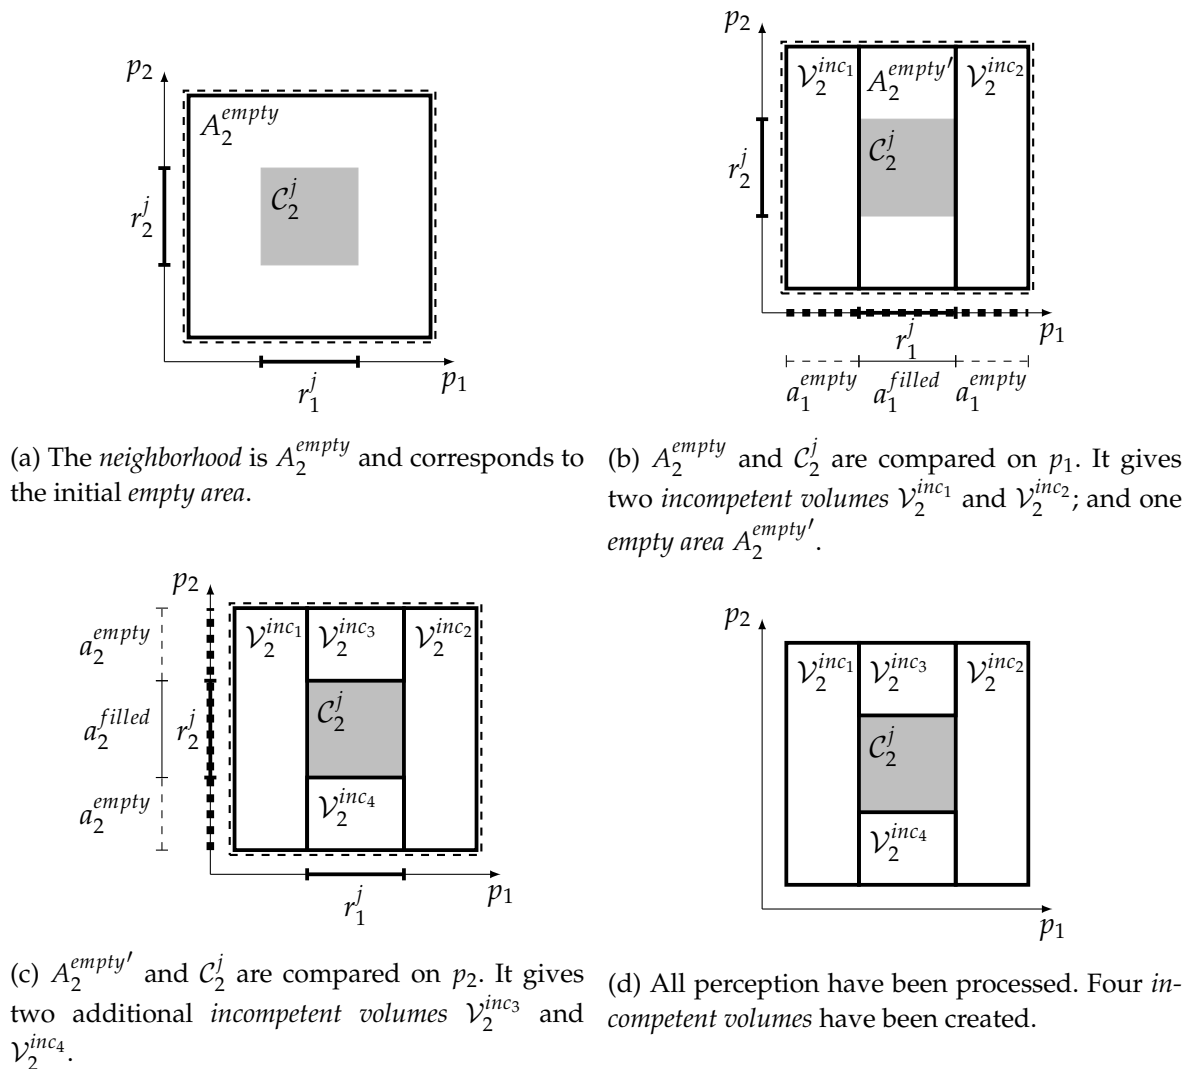 p₂
A₂^{empty}
C₂^j
r₂^j
r₁^j
p₁
(a) The neighborhood is A₂^{empty} and corresponds to
the initial empty area.
p₂
V₂^{inc₁} A₂^{empty′} V₂^{inc₂}
C₂^j
r₂^j
r₁^j
p₁
a₁^{empty} a₁^{filled} a₁^{empty}
(b) A₂^{empty} and C₂^j are compared on p₁. It gives
two incompetent volumes V₂^{inc₁} and V₂^{inc₂}; and one
empty area A₂^{empty′}.
p₂
a₂^{empty}
V₂^{inc₁} V₂^{inc₃} V₂^{inc₂}
a₂^{filled} r₂^j
C₂^j
a₂^{empty}
V₂^{inc₄}
r₁^j
p₁
(c) A₂^{empty′} and C₂^j are compared on p₂. It gives
two additional incompetent volumes V₂^{inc₃} and
V₂^{inc₄}.
p₂
V₂^{inc₁} V₂^{inc₃} V₂^{inc₂}
C₂^j
V₂^{inc₄}
p₁
(d) All perception have been processed. Four in-
competent volumes have been created.